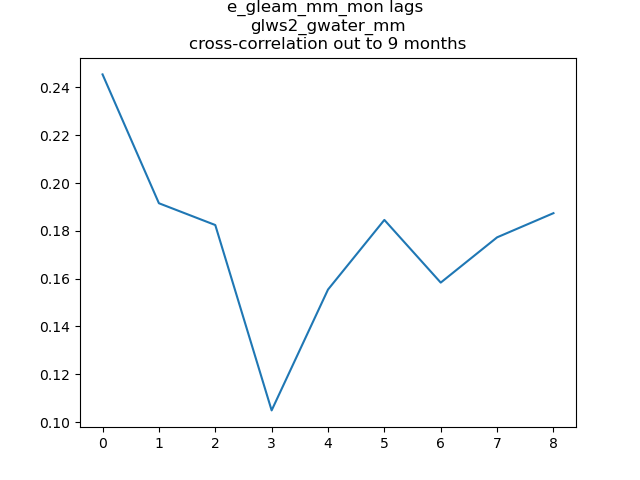 e_gleam_mm_mon lags
glws2_gwater_mm
cross-correlation out to 9 months
0.24
0.22
0.20
0.18
0.16
0.14
0.12
0.10
0 1 2 3 4 5 6 7 8